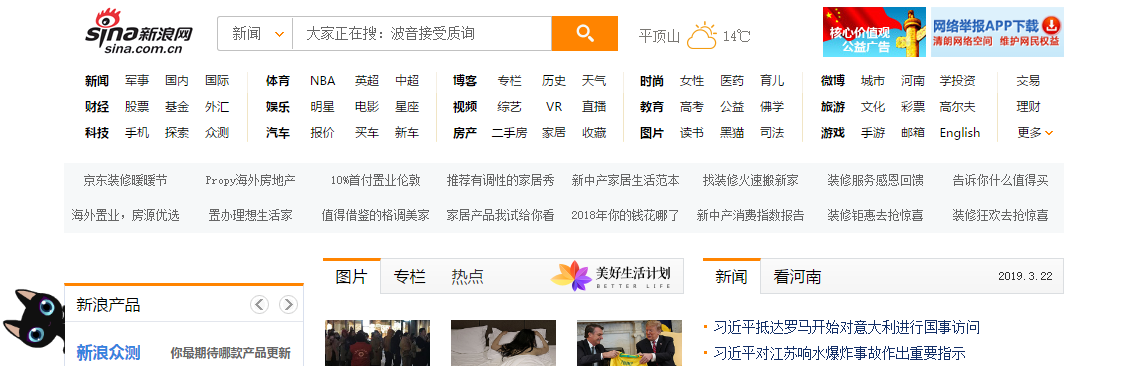 sina新浪网
sina.com.cn
新闻 大家正在搜：波音接受质询
平顶山 14℃
核心价值观
公益广告
网络举报APP下载
清朗网络空间 维护网民权益
新闻 军事 国内 国际 体育 NBA 英超 中超 博客 专栏 历史 天气 时尚 女性 医药 育儿 微博 城市 河南 学投资 交易
财经 股票 基金 外汇 娱乐 明星 电影 星座 视频 综艺 VR 直播 教育 高考 公益 佛学 旅游 文化 彩票 高尔夫 理财
科技 手机 探索 众测 汽车 报价 买车 新车 房产 二手房 家居 收藏 图片 读书 黑猫 司法 游戏 手游 邮箱 English 更多
京东装修暖暖节 Propy海外房地产 10%首付置业伦敦 推荐有调性的家居秀 新中产家居生活范本 找装修火速搬新家 装修服务感恩回馈 告诉你什么值得买
海外置业，房源优选 置办理想生活家 值得借鉴的格调美家 家居产品我试给你看 2018年你的钱花哪了 新中产消费指数报告 装修钜惠去抢惊喜 装修狂欢去抢惊喜
新浪产品
新浪众测 你最期待哪款产品更新
图片 专栏 热点 美好生活计划
BETTER LIFE
新闻 看河南 2019.3.22
习近平抵达罗马开始对意大利进行国事访问
习近平对江苏响水爆炸事故作出重要指示